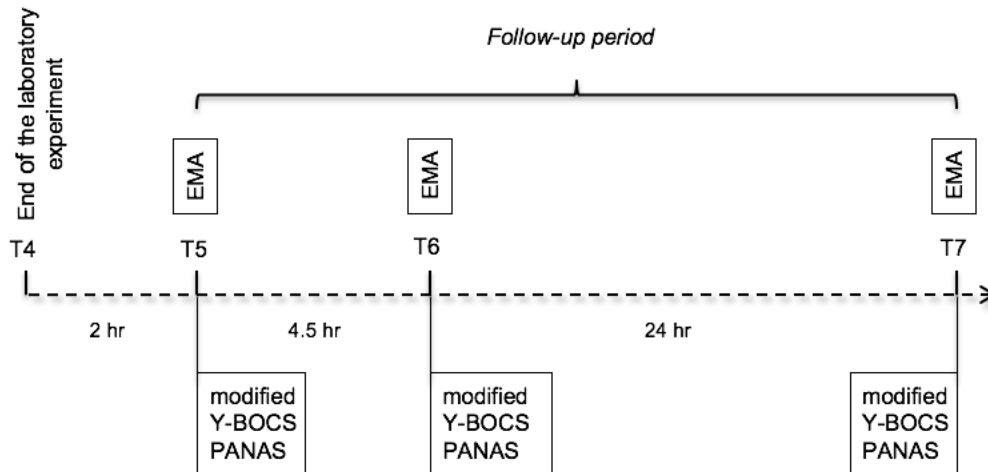 Follow-up period
End of the laboratory
experiment
EMA
EMA
EMA
T4
T5
T6
T7
2 hr
4.5 hr
24 hr
modified
Y-BOCS
PANAS
modified
Y-BOCS
PANAS
modified
Y-BOCS
PANAS